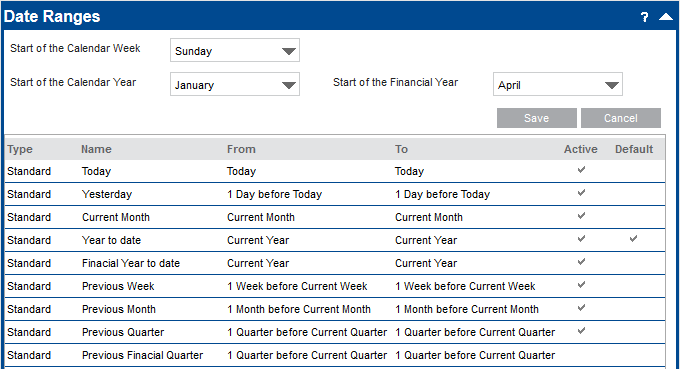 Date Ranges ?
Start of the Calendar Week Sunday
Start of the Calendar Year January Start of the Financial Year April
Save Cancel
Type Name From To Active Default
Standard Today Today Today
Standard Yesterday 1 Day before Today 1 Day before Today
Standard Current Month Current Month Current Month
Standard Year to date Current Year Current Year
Standard Finacial Year to date Current Year Current Year
Standard Previous Week 1 Week before Current Week 1 Week before Current Week
Standard Previous Month 1 Month before Current Month 1 Month before Current Month
Standard Previous Quarter 1 Quarter before Current Quarter 1 Quarter before Current Quarter
Standard Previous Finacial Quarter 1 Quarter before Current Quarter 1 Quarter before Current Quarter